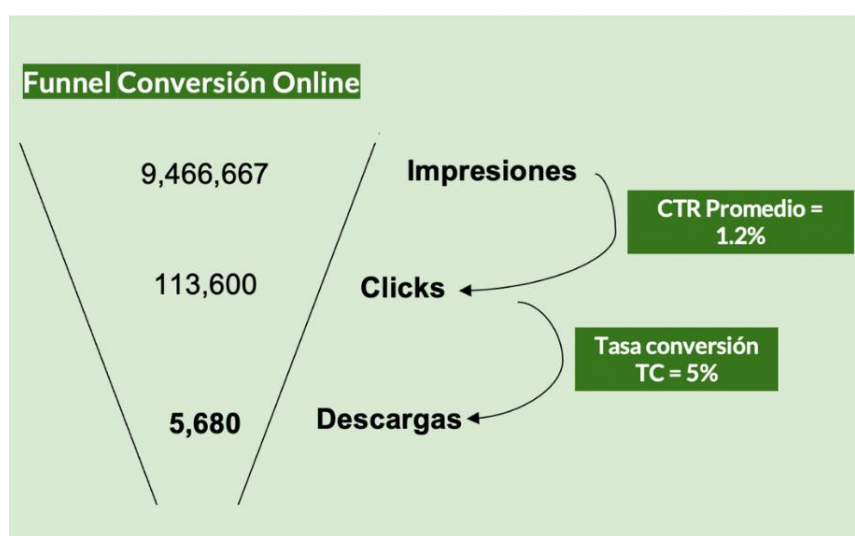 Funnel Conversión Online
9,466,667
Impresiones
CTR Promedio =
1.2%
113,600
Clicks
Tasa conversión
TC = 5%
5,680
Descargas